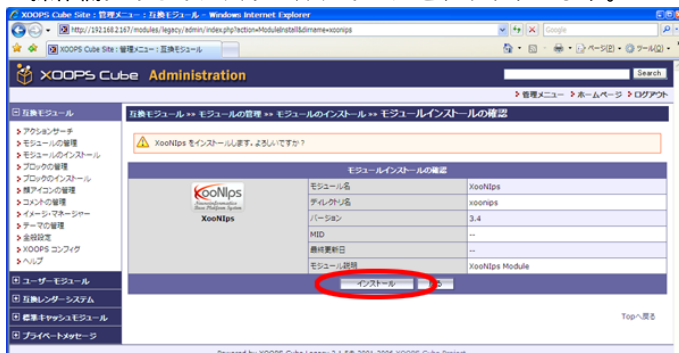 XOOPS Cube Site : 管理メニュー : 互換モジュール - Windows Internet Explorer
http://192.168.2.167/modules/legacy/admin/index.php?action=ModuleInstall&dirname=xoonips
Google
XOOPS Cube Site : 管理メニュー : 互換モジュール
ページ(P)
ツール(O)
XOOPS Cube Administration
Search
管理メニュー
ホームページ
ログアウト
互換モジュール
アクションサーチ
モジュールの管理
モジュールのインストール
ブロックの管理
ブロックのインストール
顔アイコンの管理
コメントの管理
イメージ・マネージャー
テーマの管理
全般設定
XOOPS コンフィグ
ヘルプ
ユーザーモジュール
互換レンダーシステム
標準キャッシュモジュール
プライベートメッセージ
互換モジュール »» モジュールの管理 »» モジュールのインストール »» モジュールインストールの確認
XooNIps をインストールします。よろしいですか?
モジュールインストールの確認
XooNIps
XooNIps
モジュール名 XooNIps
ディレクトリ名 xoonips
バージョン 3.4
MID --
最終更新日 --
モジュール説明 XooNIps Module
インストール
Topへ戻る